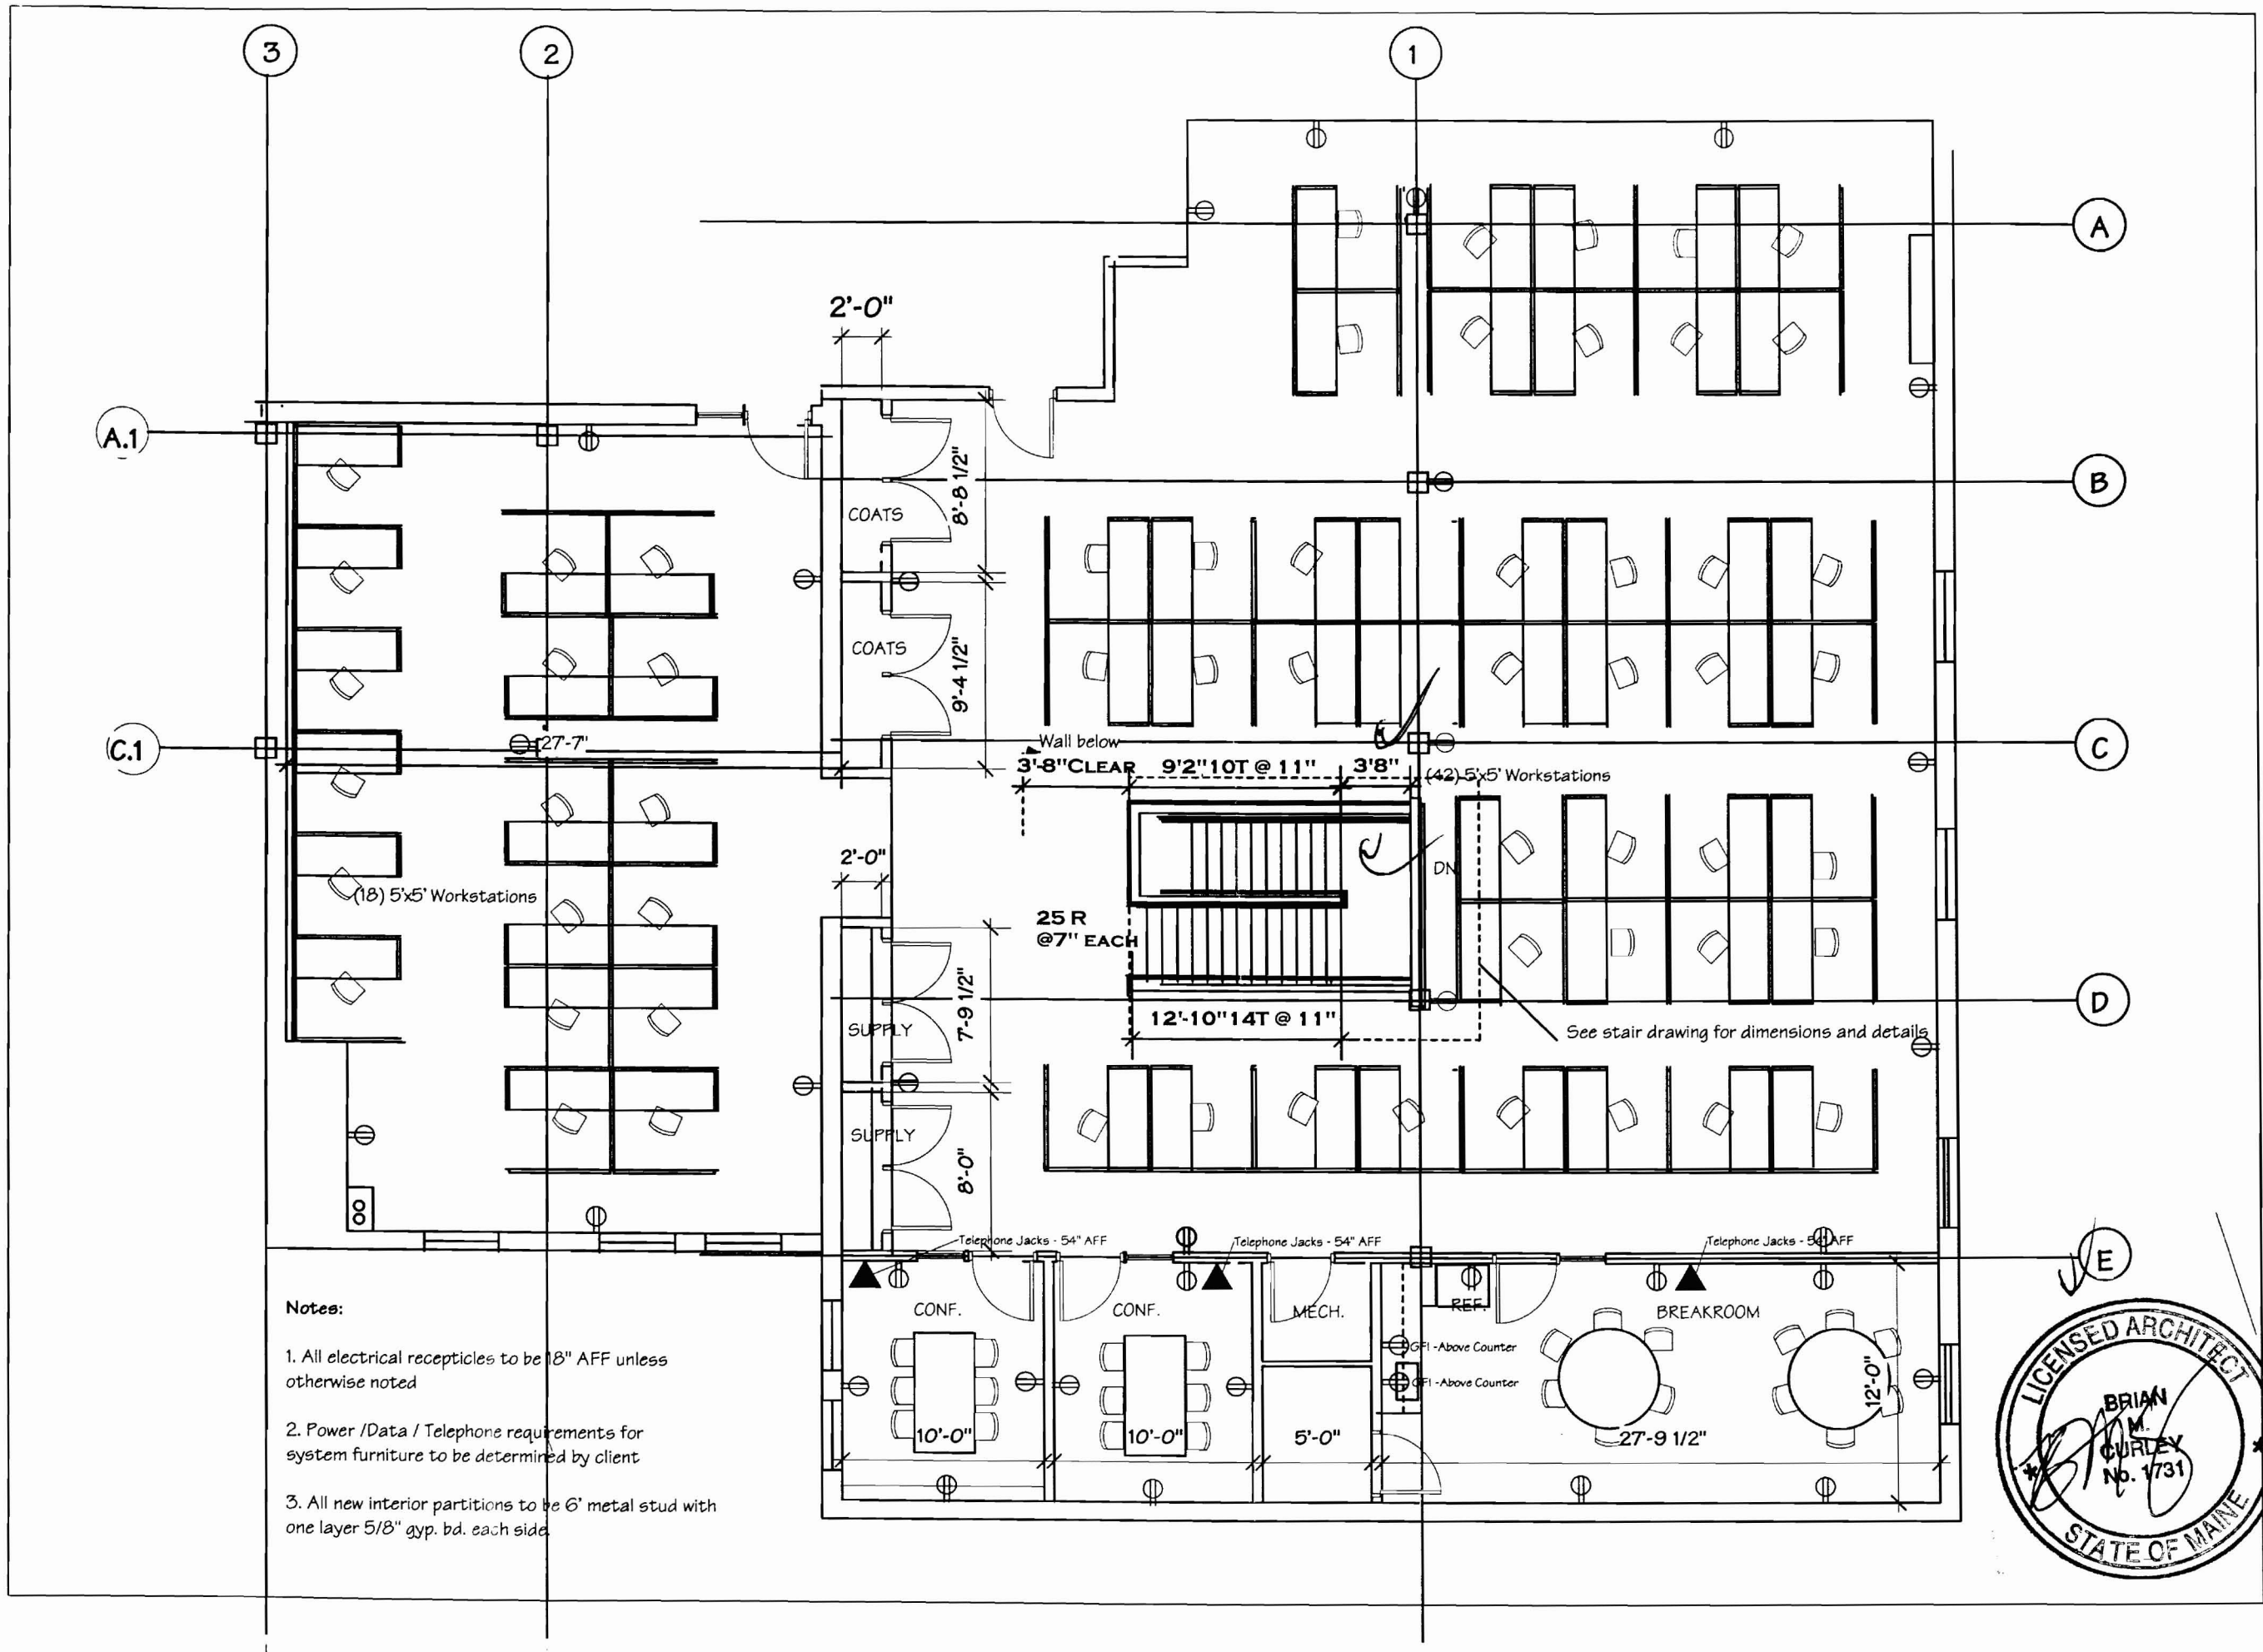 3
2
1
A
2'-0"
A.1
B
8'-8 1/2"
COATS
COATS
9'-4 1/2"
C.1
27'-7"
Wall below
C
3'-8"CLEAR
9'2"10T @ 11"
3'8"
(42) 5'x5' Workstations
2'-0"
DN
(18) 5'x5' Workstations
25 R
@7" EACH
7'-9 1/2"
D
12'-10"14T @ 11"
SUPPLY
See stair drawing for dimensions and details
SUPPLY
8'-0"
Telephone Jacks - 54" AFF
Telephone Jacks - 54" AFF
Telephone Jacks - 54" AFF
E
CONF.
CONF.
MECH.
REF.
BREAKROOM
GFI -Above Counter
GFI -Above Counter
12'-0"
10'-0"
10'-0"
5'-0"
27'-9 1/2"
Notes:
1. All electrical recepticles to be 18" AFF unless
otherwise noted
2. Power /Data / Telephone requirements for
system furniture to be determined by client
3. All new interior partitions to be 6' metal stud with
one layer 5/8" gyp. bd. each side
LICENSED ARCHITECT
BRIAN
M.
CURLEY
No. 1731
STATE OF MAINE